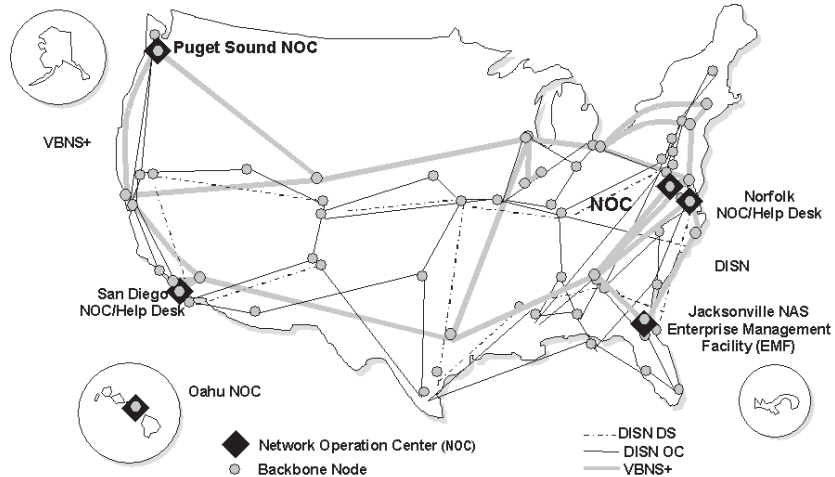 Puget Sound NOC
VBNS+
NOC
Norfolk
NOC/Help Desk
DISN
San Diego
NOC/Help Desk
Jacksonville NAS
Enterprise Management
Facility (EMF)
Oahu NOC
Network Operation Center (NOC)
Backbone Node
DISN DS
DISN OC
VBNS+